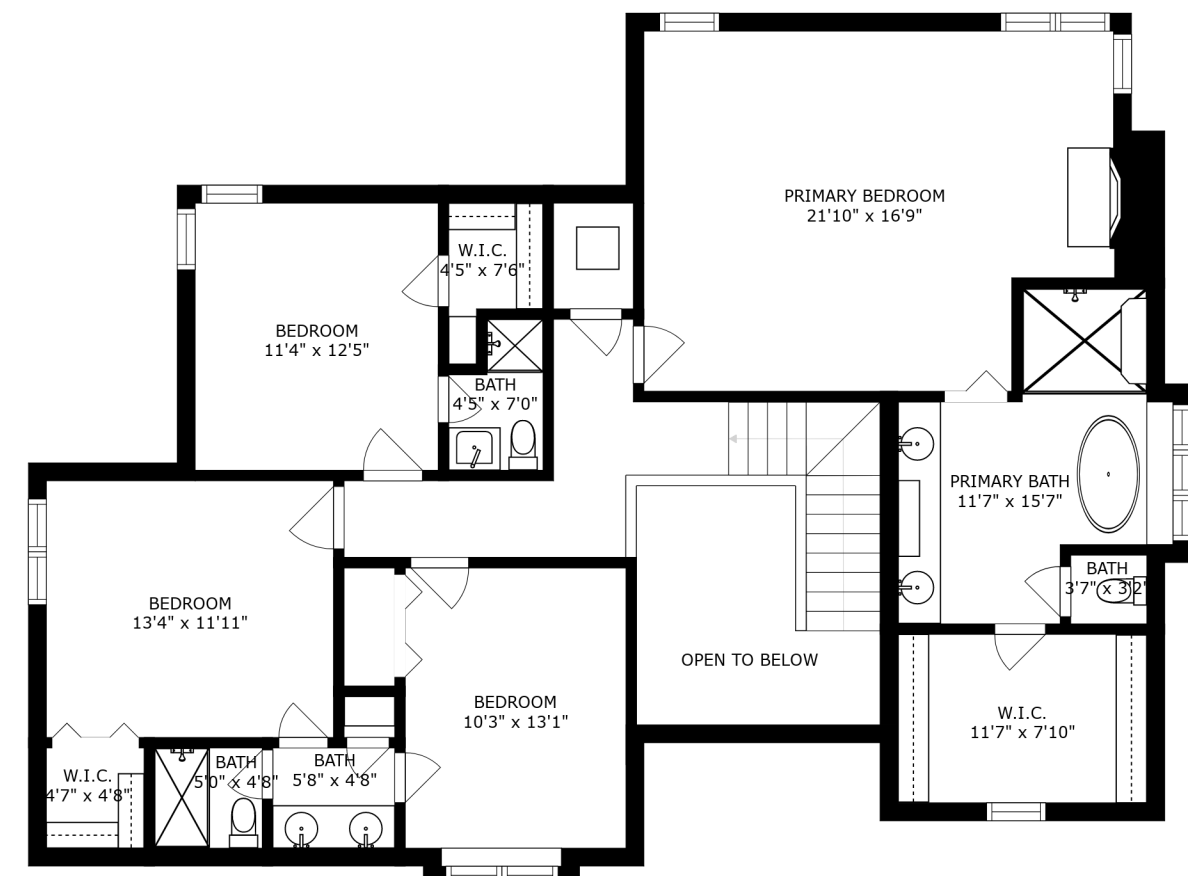 PRIMARY BEDROOM
21'10" x 16'9"
W.I.C.
4'5" x 7'6"
BEDROOM
11'4" x 12'5"
BATH
4'5" x 7'0"
PRIMARY BATH
11'7" x 15'7"
BATH
3'7" x 3'2"
BEDROOM
13'4" x 11'11"
OPEN TO BELOW
BEDROOM
10'3" x 13'1"
W.I.C.
11'7" x 7'10"
BATH
5'0" x 4'8"
BATH
5'8" x 4'8"
W.I.C.
4'7" x 4'8"